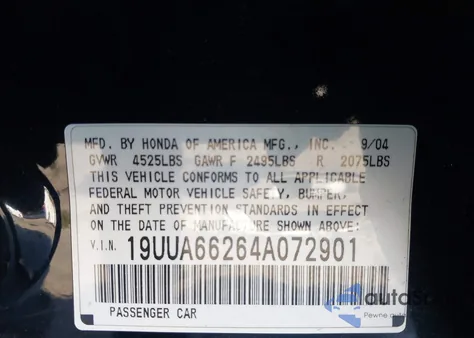 MFD. BY HONDA OF AMERICA MFG., INC. 9/04
GVWR 4525LBS GAWR F 2495LBS R 2075LBS
THIS VEHICLE CONFORMS TO ALL APPLICABLE
FEDERAL MOTOR VEHICLE SAFETY, BUMPER,
AND THEFT PREVENTION STANDARDS IN EFFECT
ON THE DATE OF MANUFACTURE SHOWN ABOVE:
V.I.N. 19UUA66264A072901
PASSENGER CAR
Pewne auto